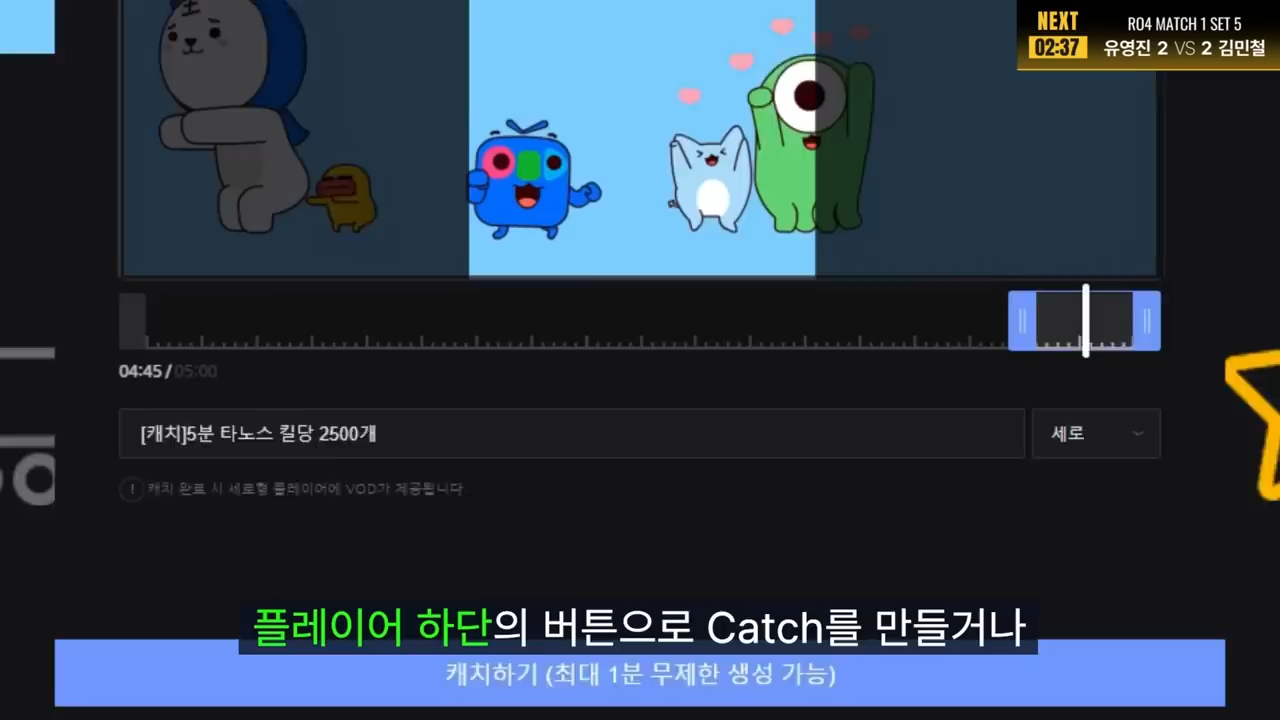 NEXT
02:37
RO4 MATCH 1 SET 5
유영진 2 VS 2 김민철
04:45 / 05:00
[캐치]5분 타노스 킬당 2500개
세로
! 캐치 완료 시 세로형 플레이어에 VOD가 제공됩니다
플레이어 하단의 버튼으로 Catch를 만들거나
캐치하기 (최대 1분 무제한 생성 가능)